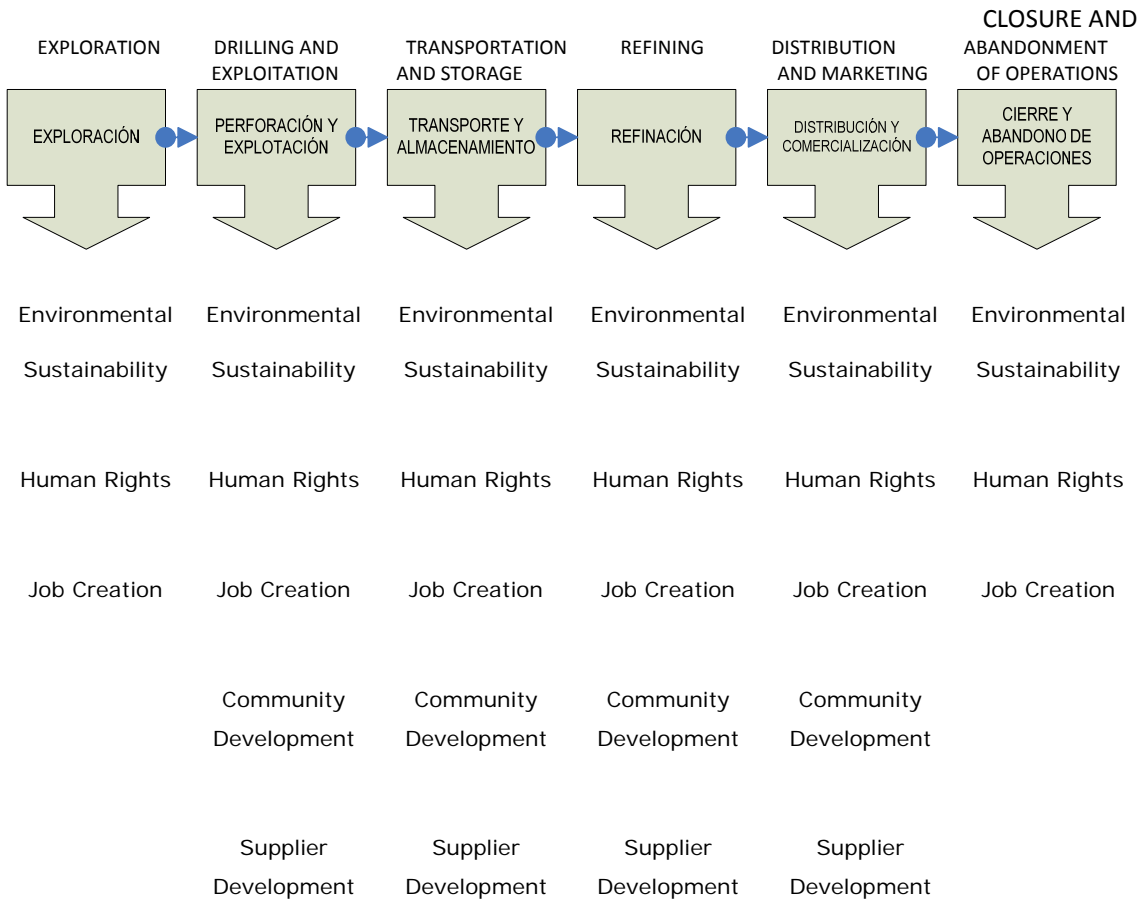 CLOSURE AND
EXPLORATION DRILLING AND TRANSPORTATION REFINING DISTRIBUTION ABANDONMENT
EXPLOITATION AND STORAGE AND MARKETING OF OPERATIONS
EXPLORACIÓN
PERFORACIÓN Y
EXPLOTACIÓN
TRANSPORTE Y
ALMACENAMIENTO
REFINACIÓN
DISTRIBUCIÓN Y
COMERCIALIZACIÓN
CIERRE Y
ABANDONO DE
OPERACIONES
Environmental Environmental Environmental Environmental Environmental Environmental
Sustainability Sustainability Sustainability Sustainability Sustainability Sustainability
Human Rights Human Rights Human Rights Human Rights Human Rights Human Rights
Job Creation Job Creation Job Creation Job Creation Job Creation Job Creation
Community Community Community Community
Development Development Development Development
Supplier Supplier Supplier Supplier
Development Development Development Development